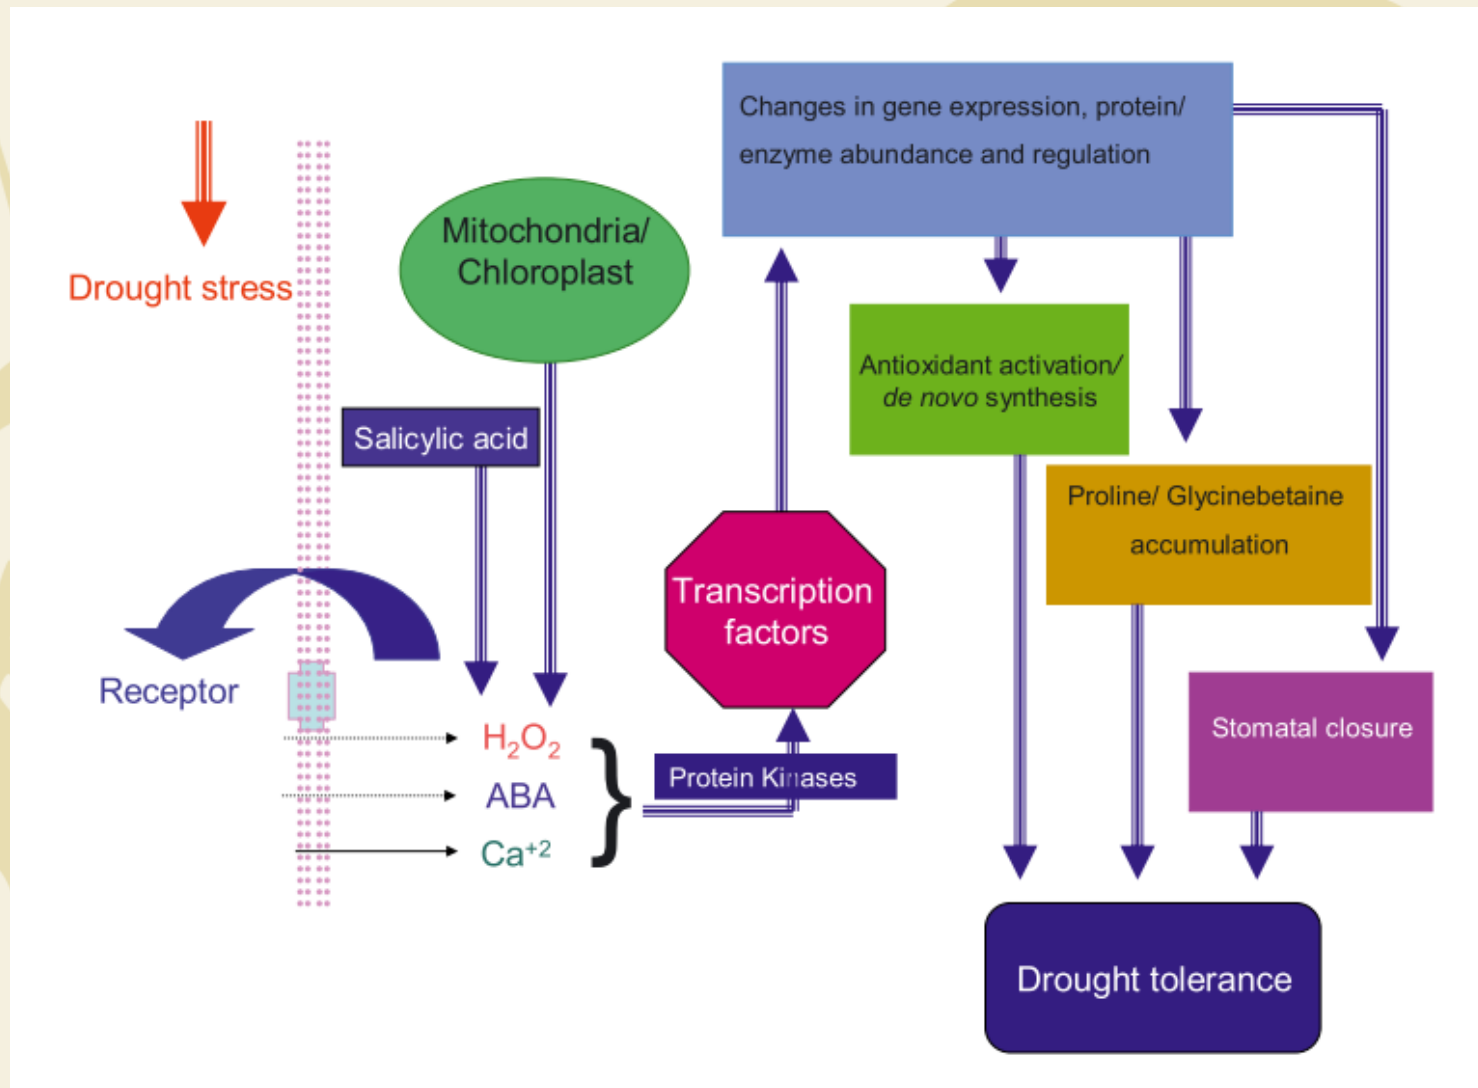 Drought stress
Mitochondria/
Chloroplast
Salicylic acid
Receptor
H₂O₂
ABA
Ca⁺²
}
Protein Kinases
Transcription
factors
Changes in gene expression, protein/
enzyme abundance and regulation
Antioxidant activation/
de novo synthesis
Proline/ Glycinebetaine
accumulation
Stomatal closure
Drought tolerance